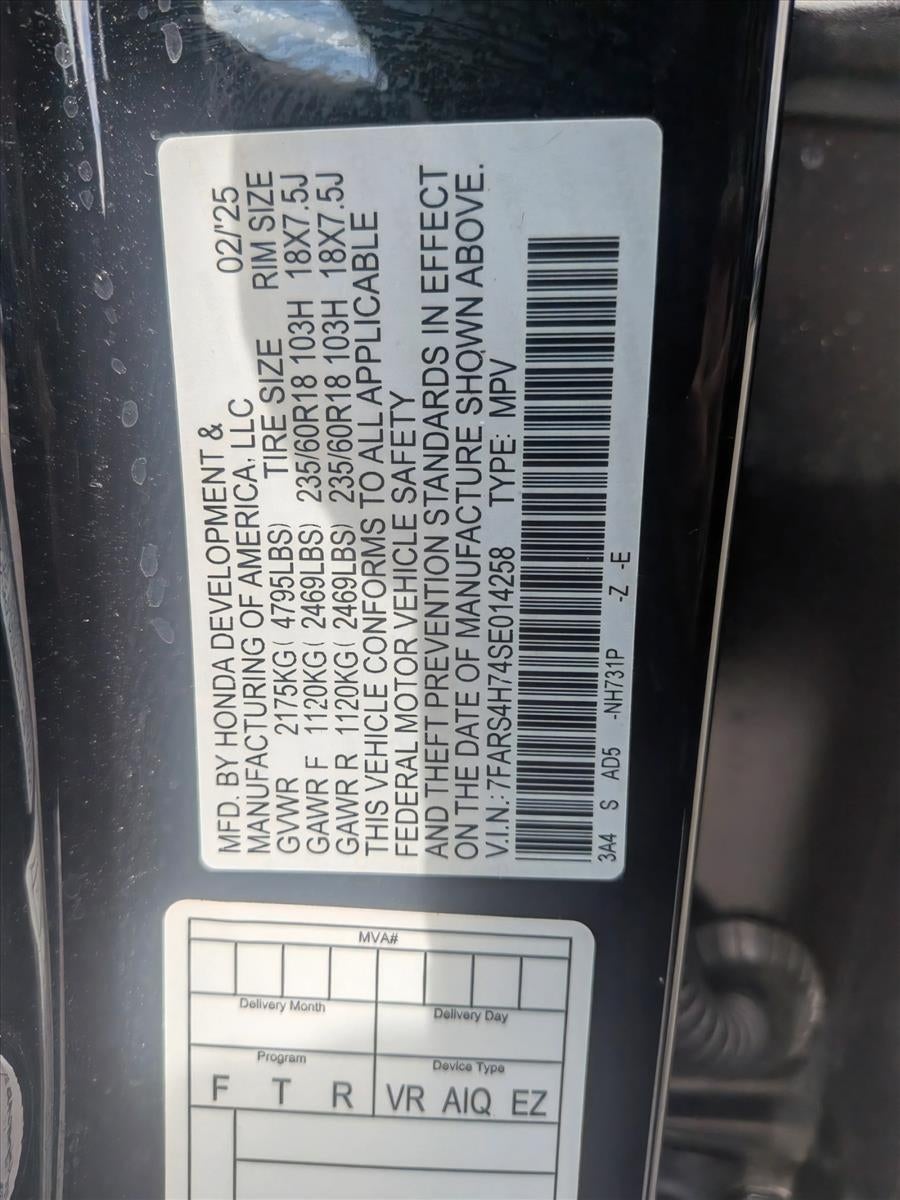 MFD. BY HONDA DEVELOPMENT &
MANUFACTURING OF AMERICA, LLC 02/'25
GVWR 2175KG( 4795LBS) TIRE SIZE RIM SIZE
GAWR F 1120KG( 2469LBS) 235/60R18 103H 18X7.5J
GAWR R 1120KG( 2469LBS) 235/60R18 103H 18X7.5J
THIS VEHICLE CONFORMS TO ALL APPLICABLE
FEDERAL MOTOR VEHICLE SAFETY
AND THEFT PREVENTION STANDARDS IN EFFECT
ON THE DATE OF MANUFACTURE SHOWN ABOVE.
V.I.N.: 7FARS4H74SE014258 TYPE: MPV
3A4 S AD5 -NH731P -Z -E
MVA#
Delivery Month Delivery Day
Program Device Type
F T R VR AIQ EZ